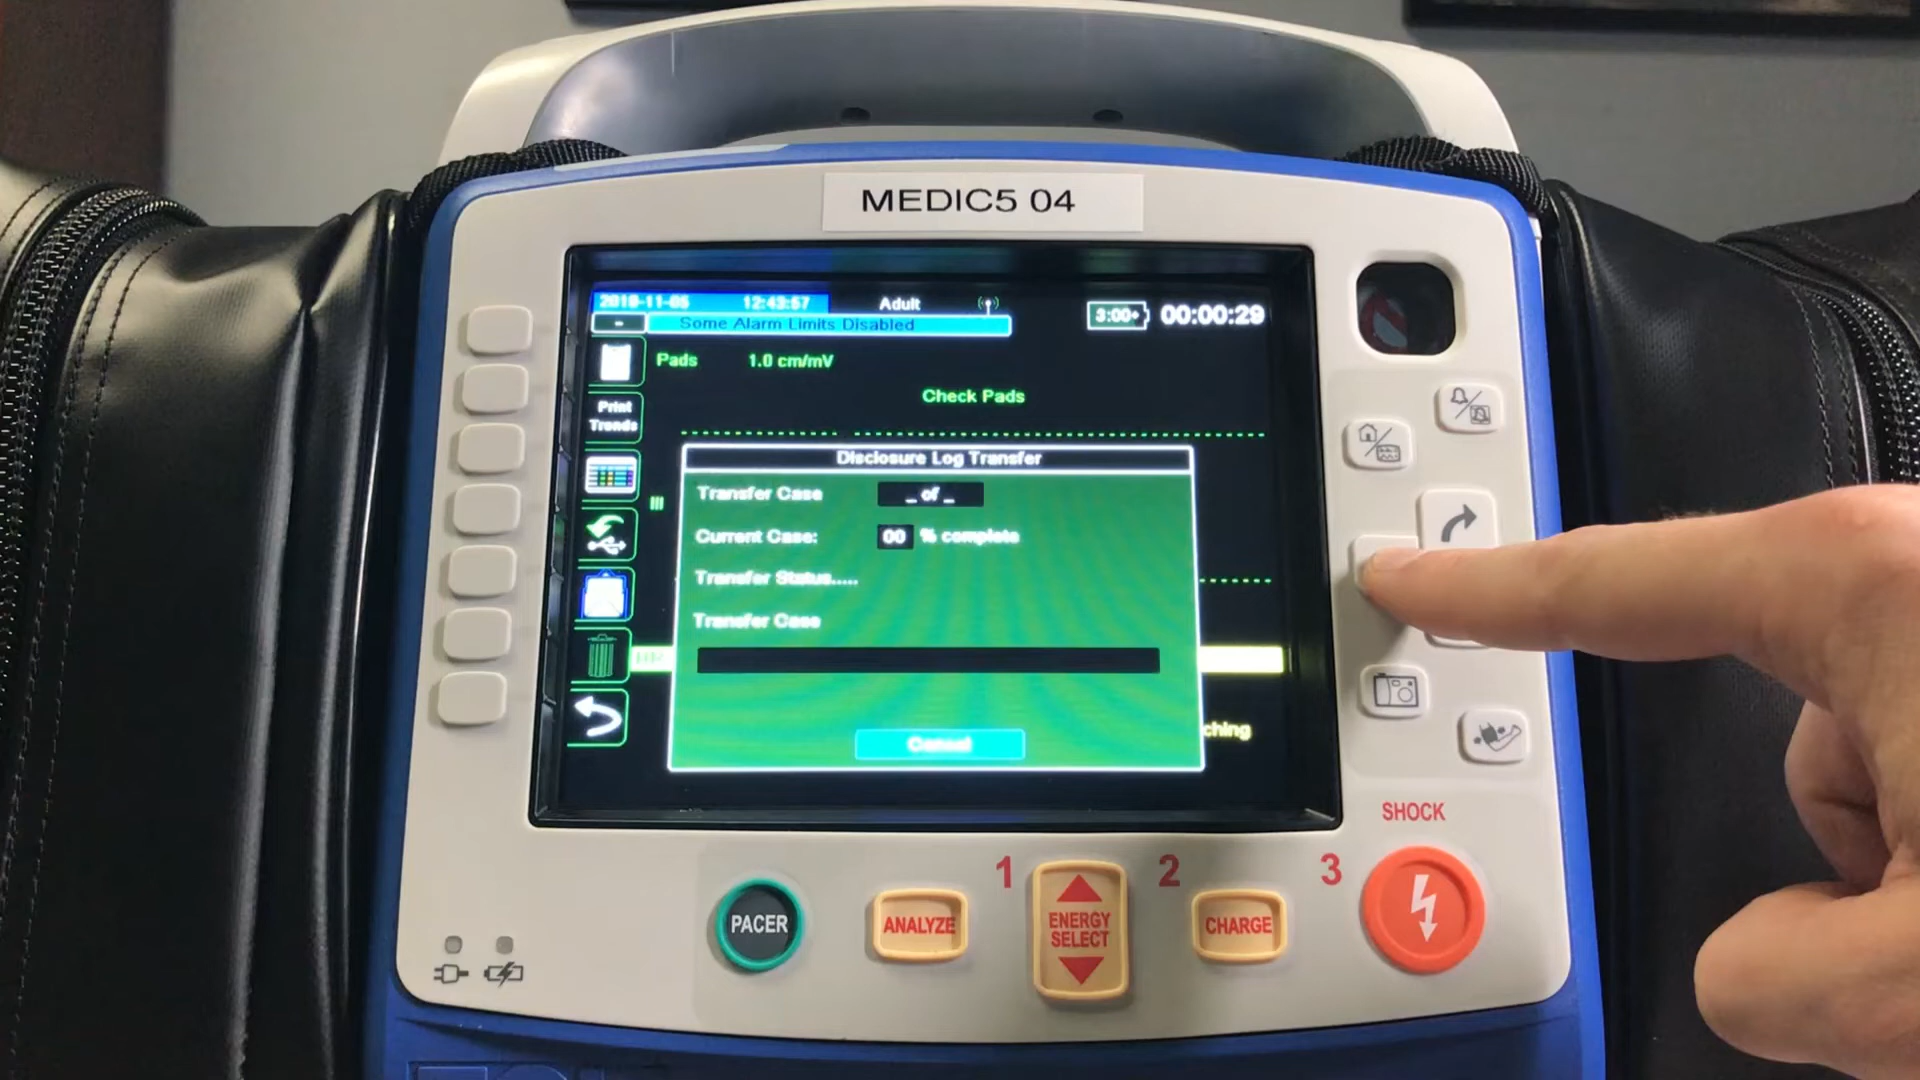 MEDIC5 04
2018-11-05 12:43:57 Adult 3:00+ 00:00:29
- Some Alarm Limits Disabled
Pads 1.0 cm/mV
Check Pads
Print
Trends
Disclosure Log Transfer
Transfer Case _ of _
Current Case: 00 % complete
Transfer Status.....
Transfer Case
ching
Cancel
SHOCK
1 2 3
PACER
ANALYZE
ENERGY
SELECT
CHARGE